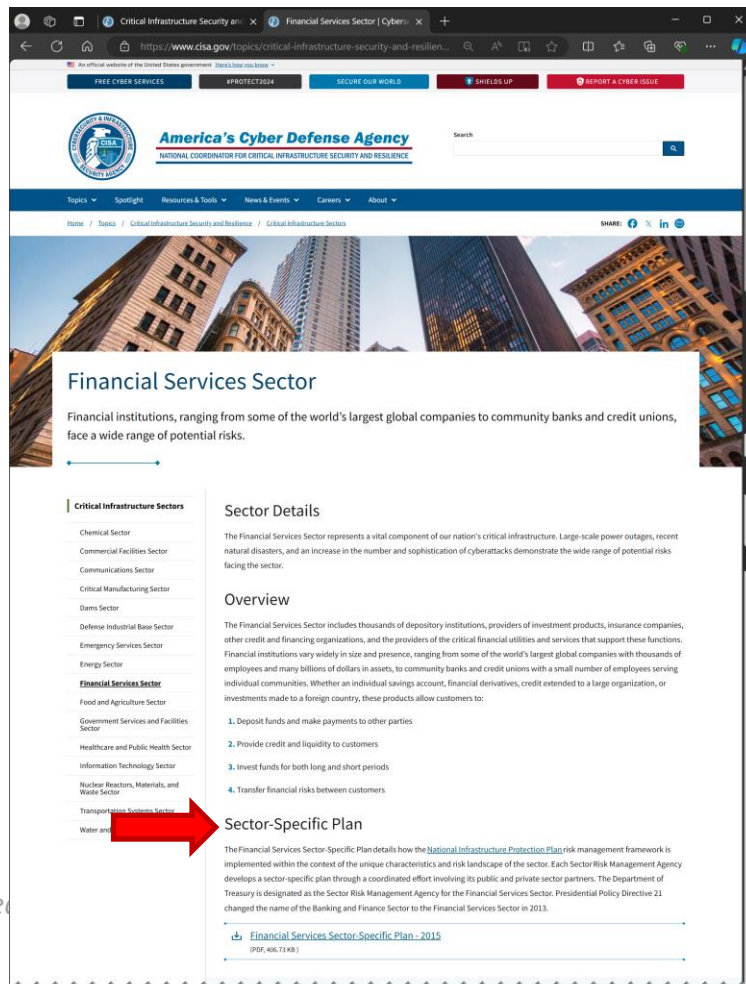 Critical Infrastructure Security and
Financial Services Sector | Cybers
https://www.cisa.gov/topics/critical-infrastructure-security-and-resilien...
An official website of the United States government Here's how you know
FREE CYBER SERVICES
#PROTECT2024
SECURE OUR WORLD
SHIELDS UP
REPORT A CYBER ISSUE
CYBERSECURITY & INFRASTRUCTURE
CISA
SECURITY AGENCY
America's Cyber Defense Agency
NATIONAL COORDINATOR FOR CRITICAL INFRASTRUCTURE SECURITY AND RESILIENCE
Search
Topics Spotlight Resources & Tools News & Events Careers About
Home / Topics / Critical Infrastructure Security and Resilience / Critical Infrastructure Sectors
SHARE:
Financial Services Sector
Financial institutions, ranging from some of the world's largest global companies to community banks and credit unions,
face a wide range of potential risks.
Critical Infrastructure Sectors
Chemical Sector
Commercial Facilities Sector
Communications Sector
Critical Manufacturing Sector
Dams Sector
Defense Industrial Base Sector
Emergency Services Sector
Energy Sector
Financial Services Sector
Food and Agriculture Sector
Government Services and Facilities
Sector
Healthcare and Public Health Sector
Information Technology Sector
Nuclear Reactors, Materials, and
Waste Sector
Transportation Systems Sector
Water and
Sector Details
The Financial Services Sector represents a vital component of our nation's critical infrastructure. Large-scale power outages, recent
natural disasters, and an increase in the number and sophistication of cyberattacks demonstrate the wide range of potential risks
facing the sector.
Overview
The Financial Services Sector includes thousands of depository institutions, providers of investment products, insurance companies,
other credit and financing organizations, and the providers of the critical financial utilities and services that support these functions.
Financial institutions vary widely in size and presence, ranging from some of the world's largest global companies with thousands of
employees and many billions of dollars in assets, to community banks and credit unions with a small number of employees serving
individual communities. Whether an individual savings account, financial derivatives, credit extended to a large organization, or
investments made to a foreign country, these products allow customers to:
1. Deposit funds and make payments to other parties
2. Provide credit and liquidity to customers
3. Invest funds for both long and short periods
4. Transfer financial risks between customers
Sector-Specific Plan
The Financial Services Sector-Specific Plan details how the National Infrastructure Protection Plan risk management framework is
implemented within the context of the unique characteristics and risk landscape of the sector. Each Sector Risk Management Agency
develops a sector-specific plan through a coordinated effort involving its public and private sector partners. The Department of
Treasury is designated as the Sector Risk Management Agency for the Financial Services Sector. Presidential Policy Directive 21
changed the name of the Banking and Finance Sector to the Financial Services Sector in 2013.
Financial Services Sector-Specific Plan - 2015
(PDF, 406.73 KB )